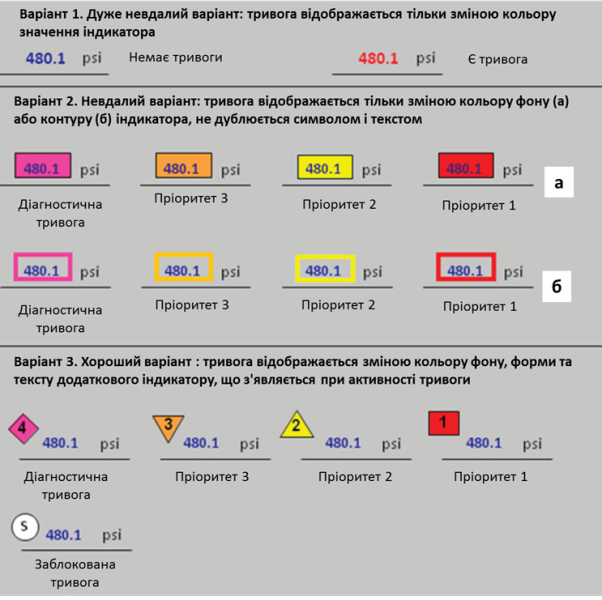 Варіант 1. Дуже невдалий варіант: тривога відображається тільки зміною кольору
значення індикатора
480.1 psi Немає тривоги 480.1 psi Є тривога
Варіант 2. Невдалий варіант: тривога відображається тільки зміною кольору фону (а)
або контуру (б) індикатора, не дублюється символом і текстом
480.1 psi 480.1 psi 480.1 psi 480.1 psi а
Діагностична
тривога
Пріоритет 3 Пріоритет 2 Пріоритет 1
480.1 psi 480.1 psi 480.1 psi 480.1 psi б
Діагностична
тривога
Пріоритет 3 Пріоритет 2 Пріоритет 1
Варіант 3. Хороший варіант : тривога відображається зміною кольору фону, форми та
тексту додаткового індикатору, що з'являється при активності тривоги
4 480.1 psi 3 480.1 psi 2 480.1 psi 1 480.1 psi
Діагностична
тривога
Пріоритет 3 Пріоритет 2 Пріоритет 1
S 480.1 psi
Заблокована
тривога